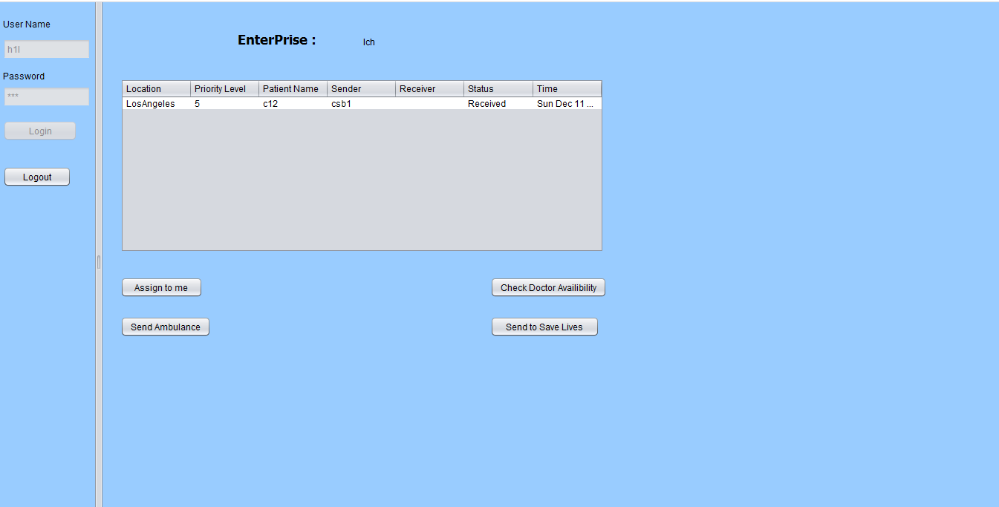 User Name
h1l
Password
***
Login
Logout
EnterPrise : lch
Location Priority Level Patient Name Sender Receiver Status Time
LosAngeles 5 c12 csb1 Received Sun Dec 11 ...
Assign to me Check Doctor Availibility
Send Ambulance Send to Save Lives